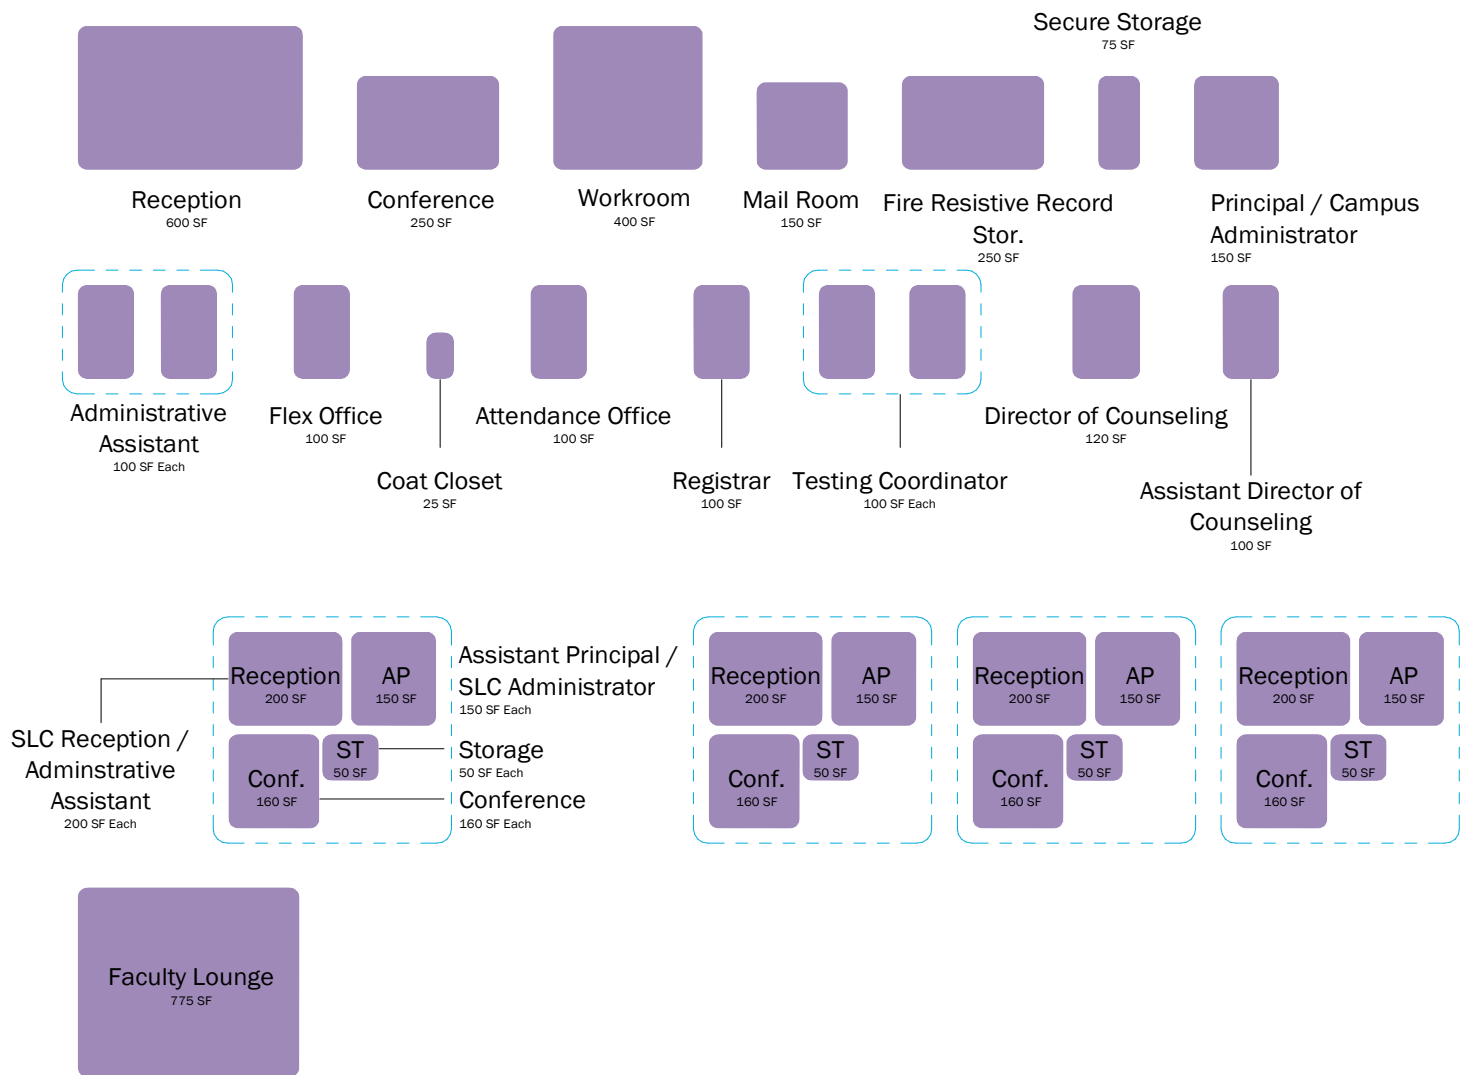 Secure Storage
75 SF
Reception
600 SF
Conference
250 SF
Workroom
400 SF
Mail Room
150 SF
Fire Resistive Record
Stor.
250 SF
Principal / Campus
Administrator
150 SF
Administrative
Assistant
100 SF Each
Flex Office
100 SF
Coat Closet
25 SF
Attendance Office
100 SF
Registrar
100 SF
Testing Coordinator
100 SF Each
Director of Counseling
120 SF
Assistant Director of
Counseling
100 SF
SLC Reception /
Adminstrative
Assistant
200 SF Each
Reception
200 SF
AP
150 SF
Conf.
160 SF
ST
50 SF
Assistant Principal /
SLC Administrator
150 SF Each
Storage
50 SF Each
Conference
160 SF Each
Reception
200 SF
AP
150 SF
Conf.
160 SF
ST
50 SF
Reception
200 SF
AP
150 SF
Conf.
160 SF
ST
50 SF
Reception
200 SF
AP
150 SF
Conf.
160 SF
ST
50 SF
Faculty Lounge
775 SF